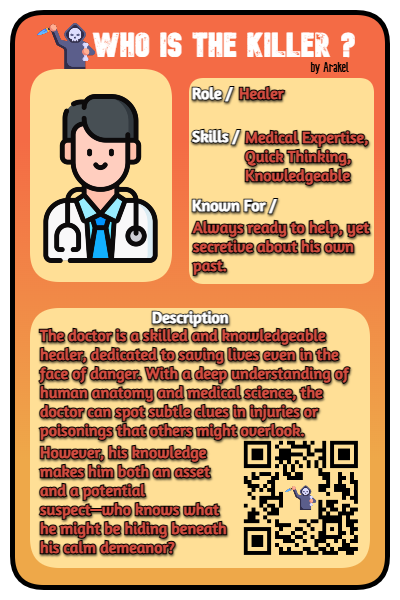 WHO IS THE KILLER ?
by Arakel
Role / Healer
Skills / Medical Expertise,
Quick Thinking,
Knowledgeable
Known For /
Always ready to help, yet
secretive about his own
past.
Description
The doctor is a skilled and knowledgeable
healer, dedicated to saving lives even in the
face of danger. With a deep understanding of
human anatomy and medical science, the
doctor can spot subtle clues in injuries or
poisonings that others might overlook.
However, his knowledge
makes him both an asset
and a potential
suspect—who knows what
he might be hiding beneath
his calm demeanor?